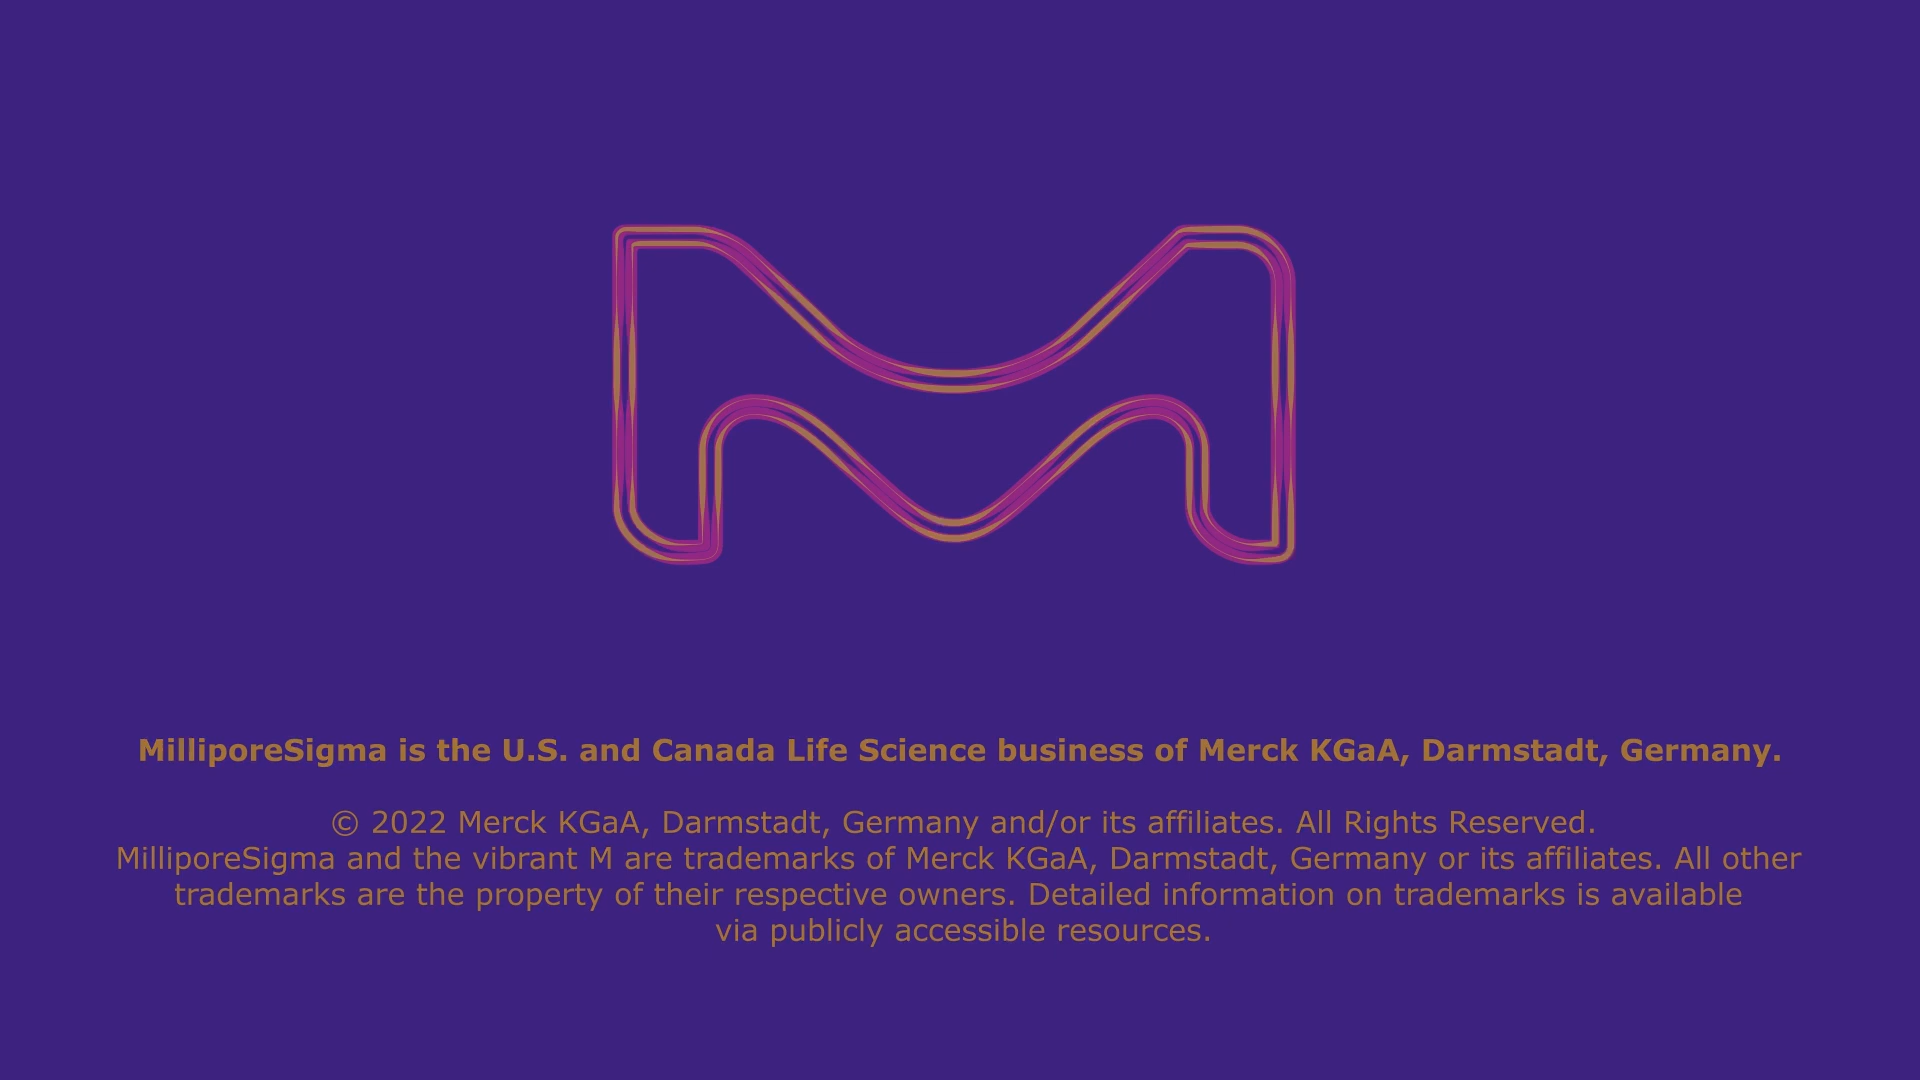 MilliporeSigma is the U.S. and Canada Life Science business of Merck KGaA, Darmstadt, Germany.
© 2022 Merck KGaA, Darmstadt, Germany and/or its affiliates. All Rights Reserved.
MilliporeSigma and the vibrant M are trademarks of Merck KGaA, Darmstadt, Germany or its affiliates. All other
trademarks are the property of their respective owners. Detailed information on trademarks is available
via publicly accessible resources.